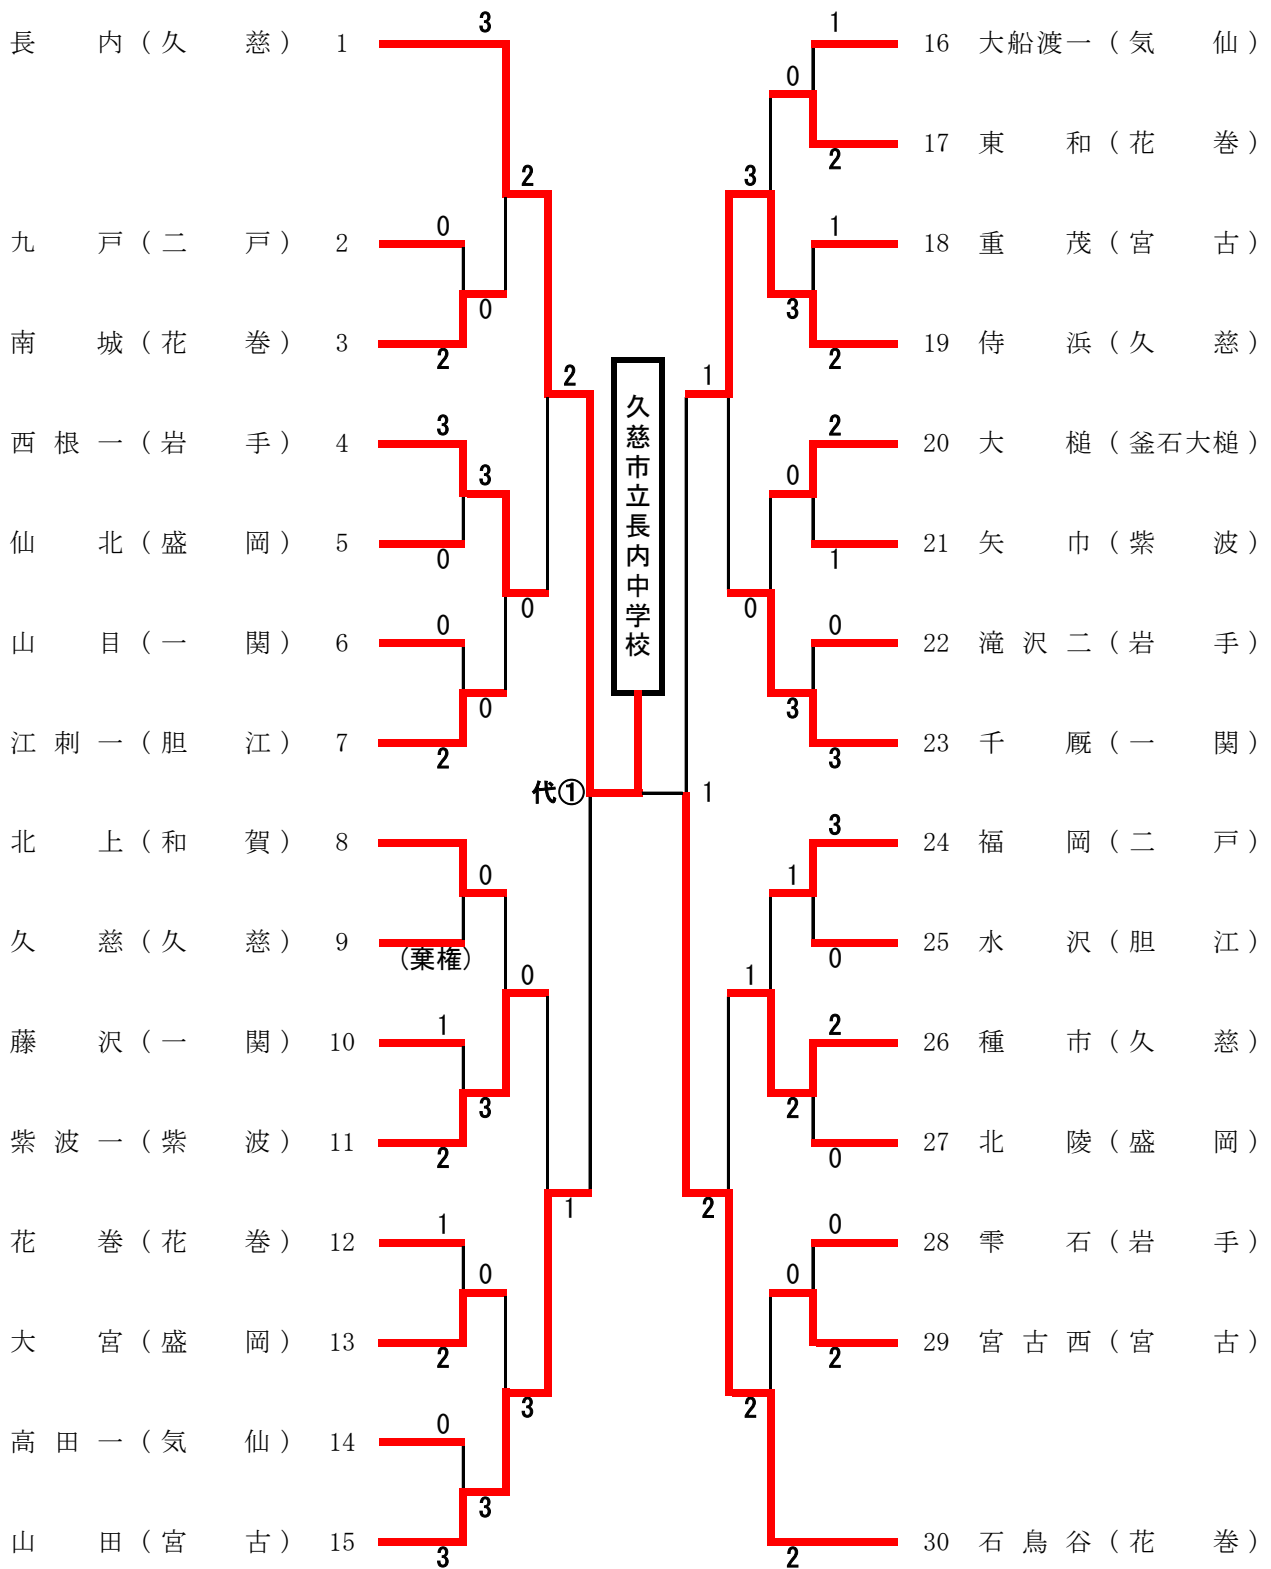 長内（久慈） 1
九戸（二戸） 2
南城（花巻） 3
西根一（岩手） 4
仙北（盛岡） 5
山目（一関） 6
江刺一（胆江） 7
北上（和賀） 8
久慈（久慈） 9
藤沢（一関） 10
紫波一（紫波） 11
花巻（花巻） 12
大宮（盛岡） 13
高田一（気仙） 14
山田（宮古） 15
3
0
2
3
0
0
2
(棄権)
1
2
1
2
0
3
0
3
0
0
3
0
3
2
0
0
3
2
1
代①
久慈市立長内中学校
1
1
2
3
0
1
2
0
3
0
3
1
2
0
2
1
2
1
2
2
1
0
3
3
0
2
0
0
2
16 大船渡一（気仙）
17 東和（花巻）
18 重茂（宮古）
19 侍浜（久慈）
20 大槌（釜石大槌）
21 矢巾（紫波）
22 滝沢二（岩手）
23 千厩（一関）
24 福岡（二戸）
25 水沢（胆江）
26 種市（久慈）
27 北陵（盛岡）
28 雫石（岩手）
29 宮古西（宮古）
30 石鳥谷（花巻）